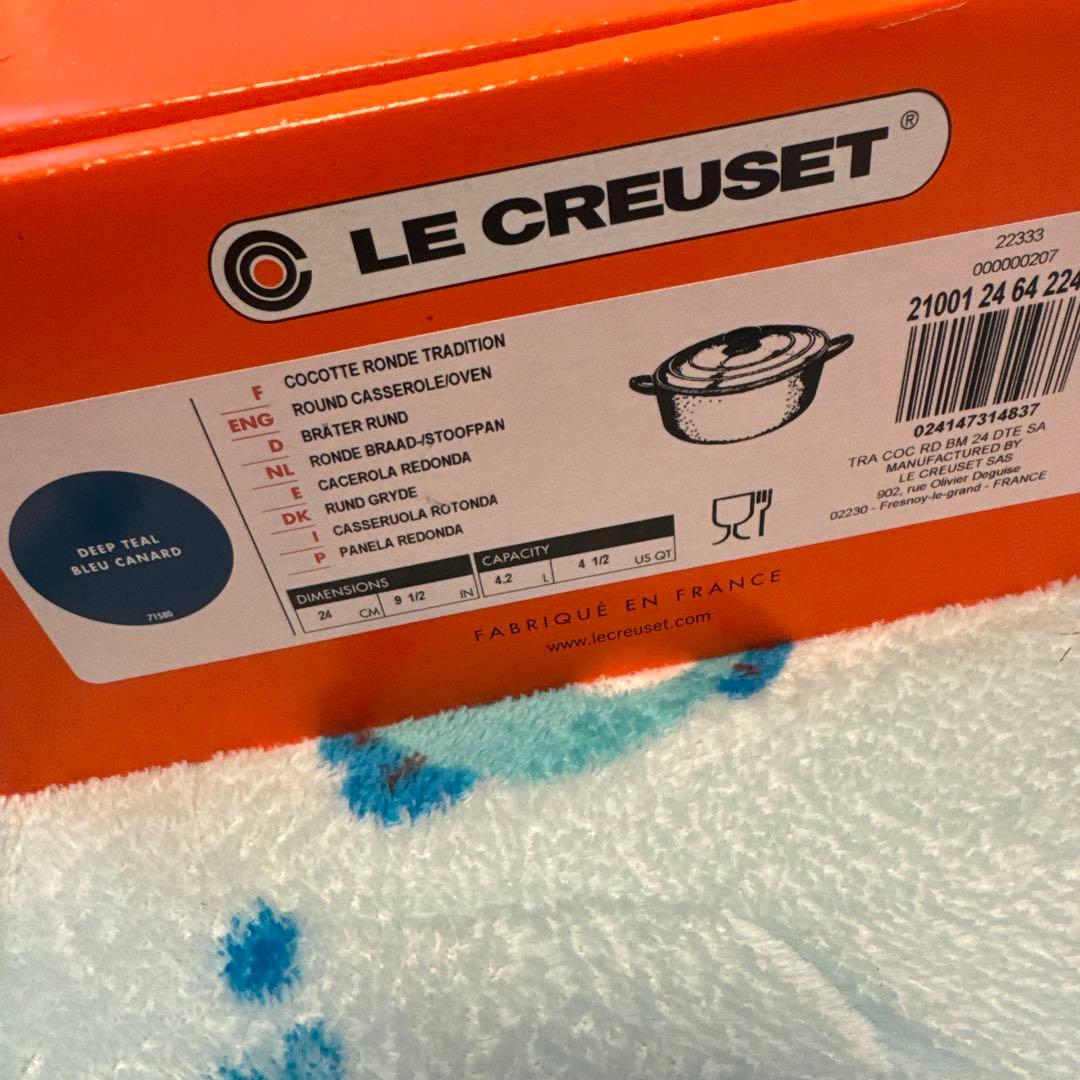 LE CREUSET ®
22333
000000207
21001 24 64 224
024147314837
TRA COC RD BM 24 DTE SA
MANUFACTURED BY
LE CREUSET SAS
902, rue Olivier Deguise
02230 - Fresnoy-le-grand - FRANCE
F COCOTTE RONDE TRADITION
ENG ROUND CASSEROLE/OVEN
D BRÄTER RUND
NL RONDE BRAAD-/STOOFPAN
E CACEROLA REDONDA
DK RUND GRYDE
I CASSERUOLA ROTONDA
P PANELA REDONDA
DEEP TEAL
BLEU CANARD
71580
DIMENSIONS
24 CM 9 1/2 IN
CAPACITY
4.2 L 4 1/2 US QT
FABRIQUÉ EN FRANCE
www.lecreuset.com